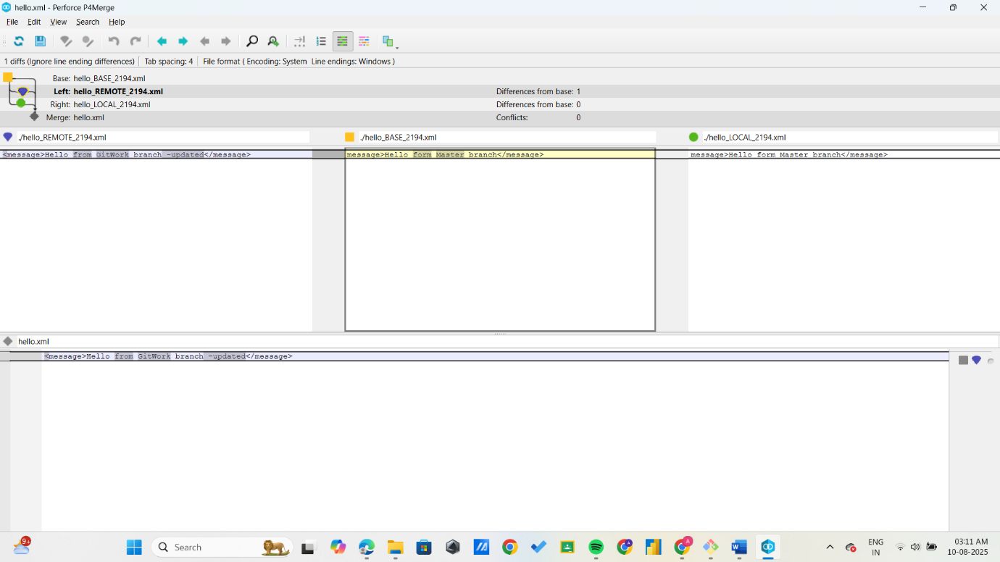 hello.xml - Perforce P4Merge
File Edit View Search Help
1 diffs (Ignore line ending differences) Tab spacing: 4 File format ( Encoding: System Line endings: Windows )
Base: hello_BASE_2194.xml
Left: hello_REMOTE_2194.xml Differences from base: 1
Right: hello_LOCAL_2194.xml Differences from base: 0
Merge: hello.xml Conflicts: 0
./hello_REMOTE_2194.xml ./hello_BASE_2194.xml ./hello_LOCAL_2194.xml
<message>Hello from GitWork branch -updated</message> message>Hello form Master branch</message> message>Hello form Master branch</message>
hello.xml
<message>Hello from GitWork branch -updated</message>
9+ Search A A ENG 03:11 AM
IN 10-08-2025